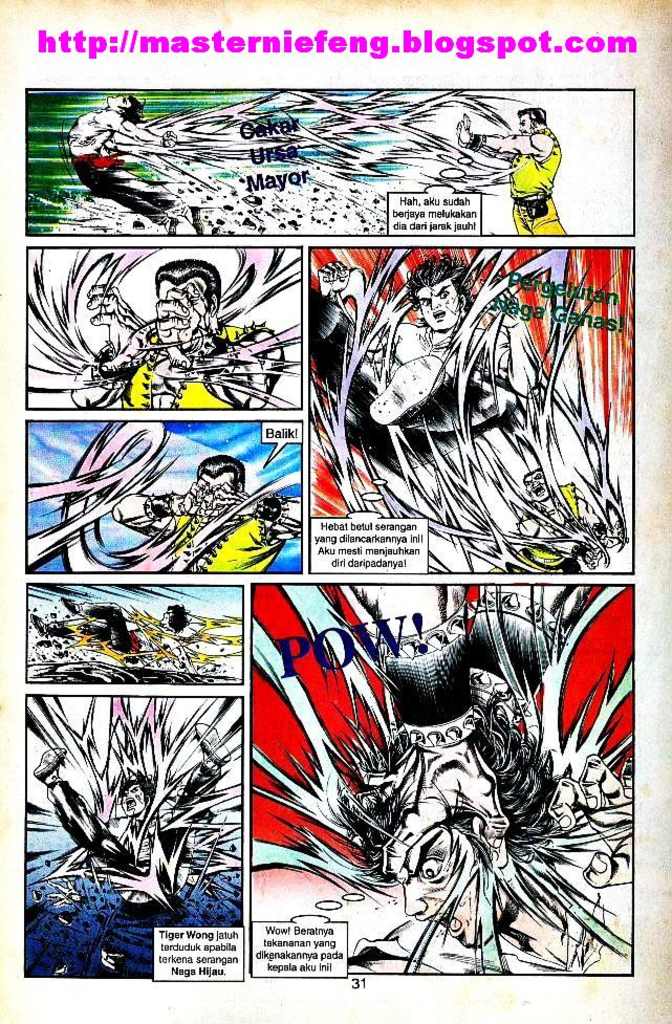 http://masterniefeng.blogspot.com
Cakar
Ursa
Mayor
Hah, aku sudah
berjaya melukakan
dia dari jarak jauh!
Pergelutan
Naga Ganas!
Balik!
Hebat betul serangan
yang dilancarkannya ini!
Aku mesti menjauhkan
diri daripadanya!
POW!
Tiger Wong jatuh
terduduk apabila
terkena serangan
Naga Hijau.
Wow! Beratnya
takanan yang
dikenakannya pada
kepala aku ini!
31